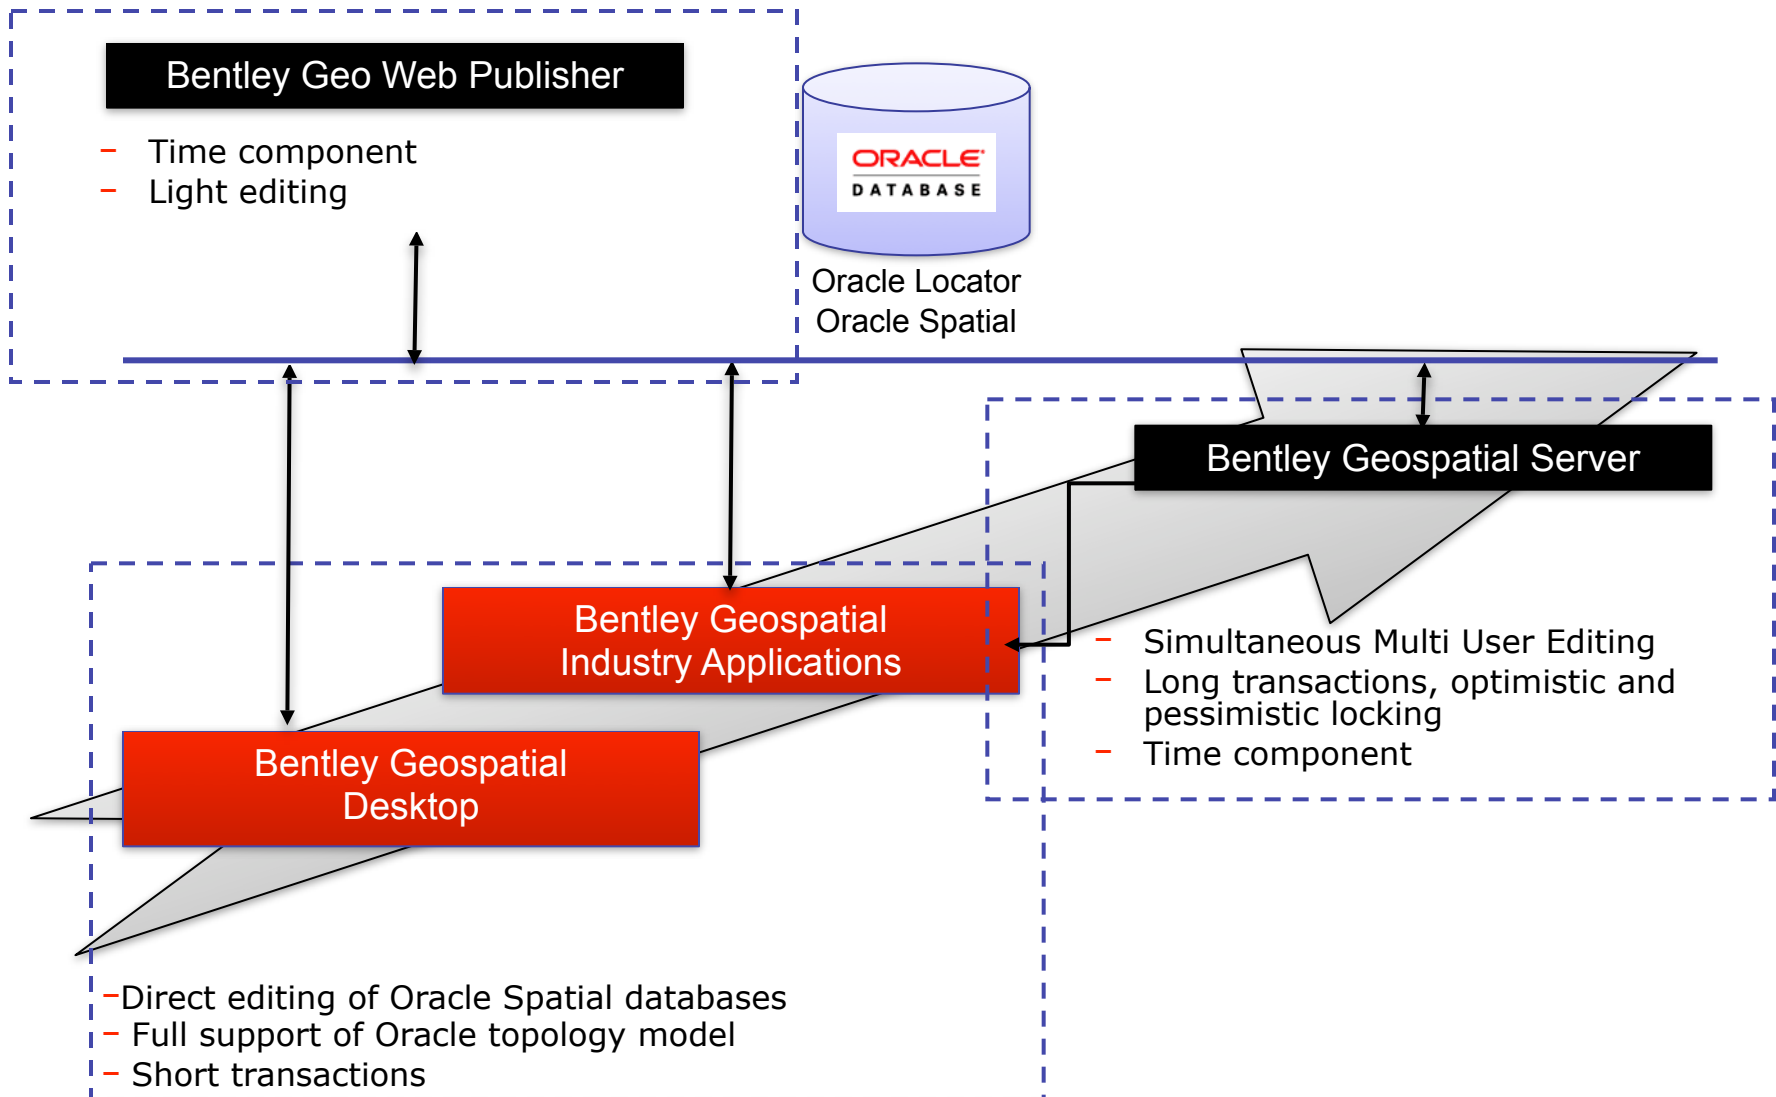 Bentley Geo Web Publisher
– Time component
– Light editing
ORACLE®
DATABASE
Oracle Locator
Oracle Spatial
Bentley Geospatial Server
– Simultaneous Multi User Editing
– Long transactions, optimistic and
pessimistic locking
– Time component
Bentley Geospatial
Industry Applications
Bentley Geospatial
Desktop
–Direct editing of Oracle Spatial databases
– Full support of Oracle topology model
– Short transactions